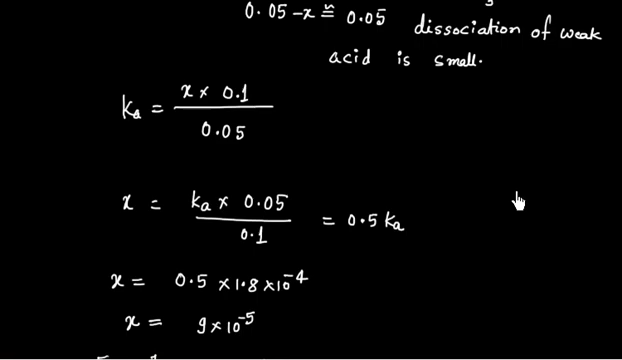 0.05 - x ≅ 0.05 dissociation of weak
acid is small.
Ka = x × 0.1 / 0.05
x = Ka × 0.05 / 0.1 = 0.5 Ka
x = 0.5 × 1.8 × 10⁻⁴
x = 9 × 10⁻⁵